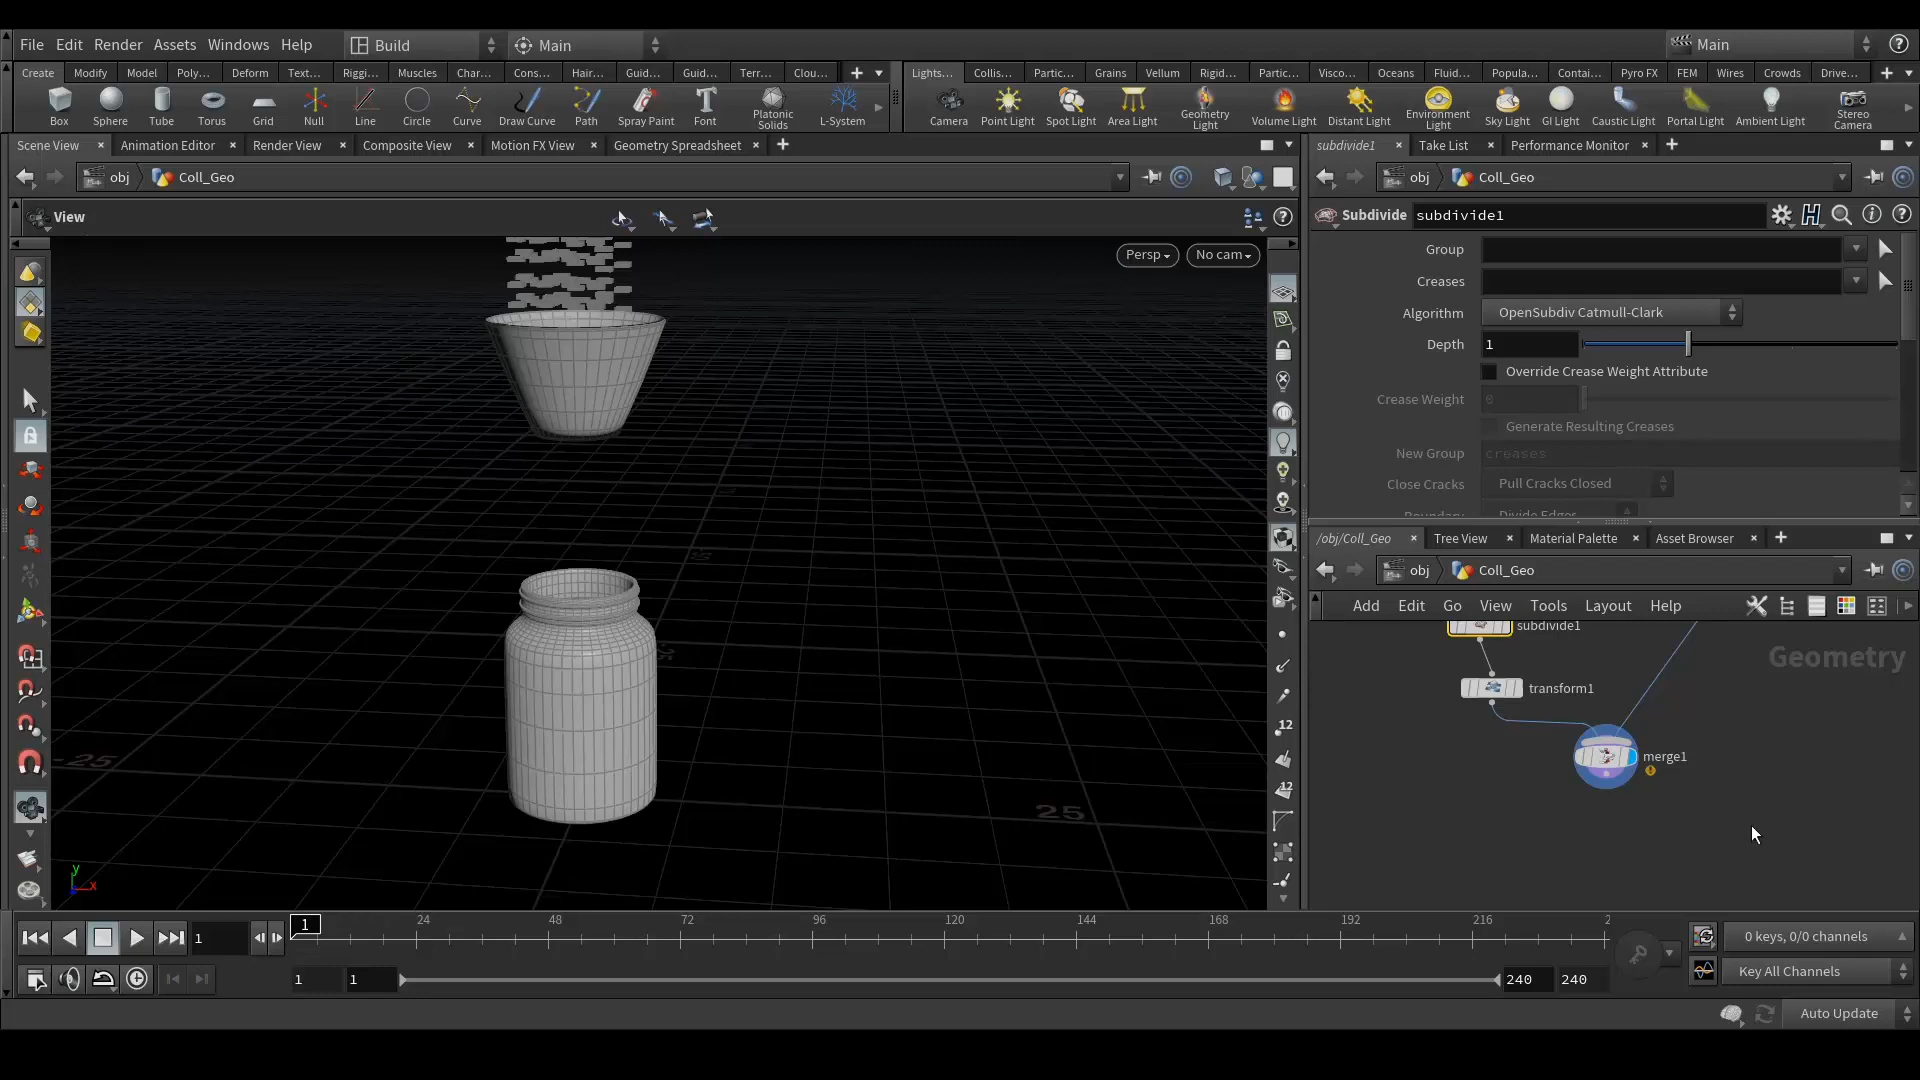 File Edit Render Assets Windows Help Build Main Main
Create Modify Model Poly... Deform Text... Riggi... Muscles Char... Cons... Hair... Guid... Guid... Terr... Clou... Lights... Collis... Partic... Grains Vellum Rigid... Partic... Visco... Oceans Fluid... Popula... Contai... Pyro FX FEM Wires Crowds Drive...
Box Sphere Tube Torus Grid Null Line Circle Curve Draw Curve Path Spray Paint Font Platonic Solids L-System Camera Point Light Spot Light Area Light Geometry Light Volume Light Distant Light Environment Light Sky Light GI Light Caustic Light Portal Light Ambient Light Stereo Camera
Scene View Animation Editor Render View Composite View Motion FX View Geometry Spreadsheet
obj Coll_Geo
View
Persp No cam
25
25
12
12
y
x
subdivide1 Take List Performance Monitor
obj Coll_Geo
Subdivide subdivide1
Group
Creases
Algorithm OpenSubdiv Catmull-Clark
Depth 1
Override Crease Weight Attribute
Crease Weight 0
Generate Resulting Creases
New Group creases
Close Cracks Pull Cracks Closed
/obj/Coll_Geo Tree View Material Palette Asset Browser
obj Coll_Geo
Add Edit Go View Tools Layout Help
subdivide1
Geometry
transform1
merge1
1 1 24 48 72 96 120 144 168 192 216 2
0 keys, 0/0 channels
1 1 240 240 Key All Channels
Auto Update